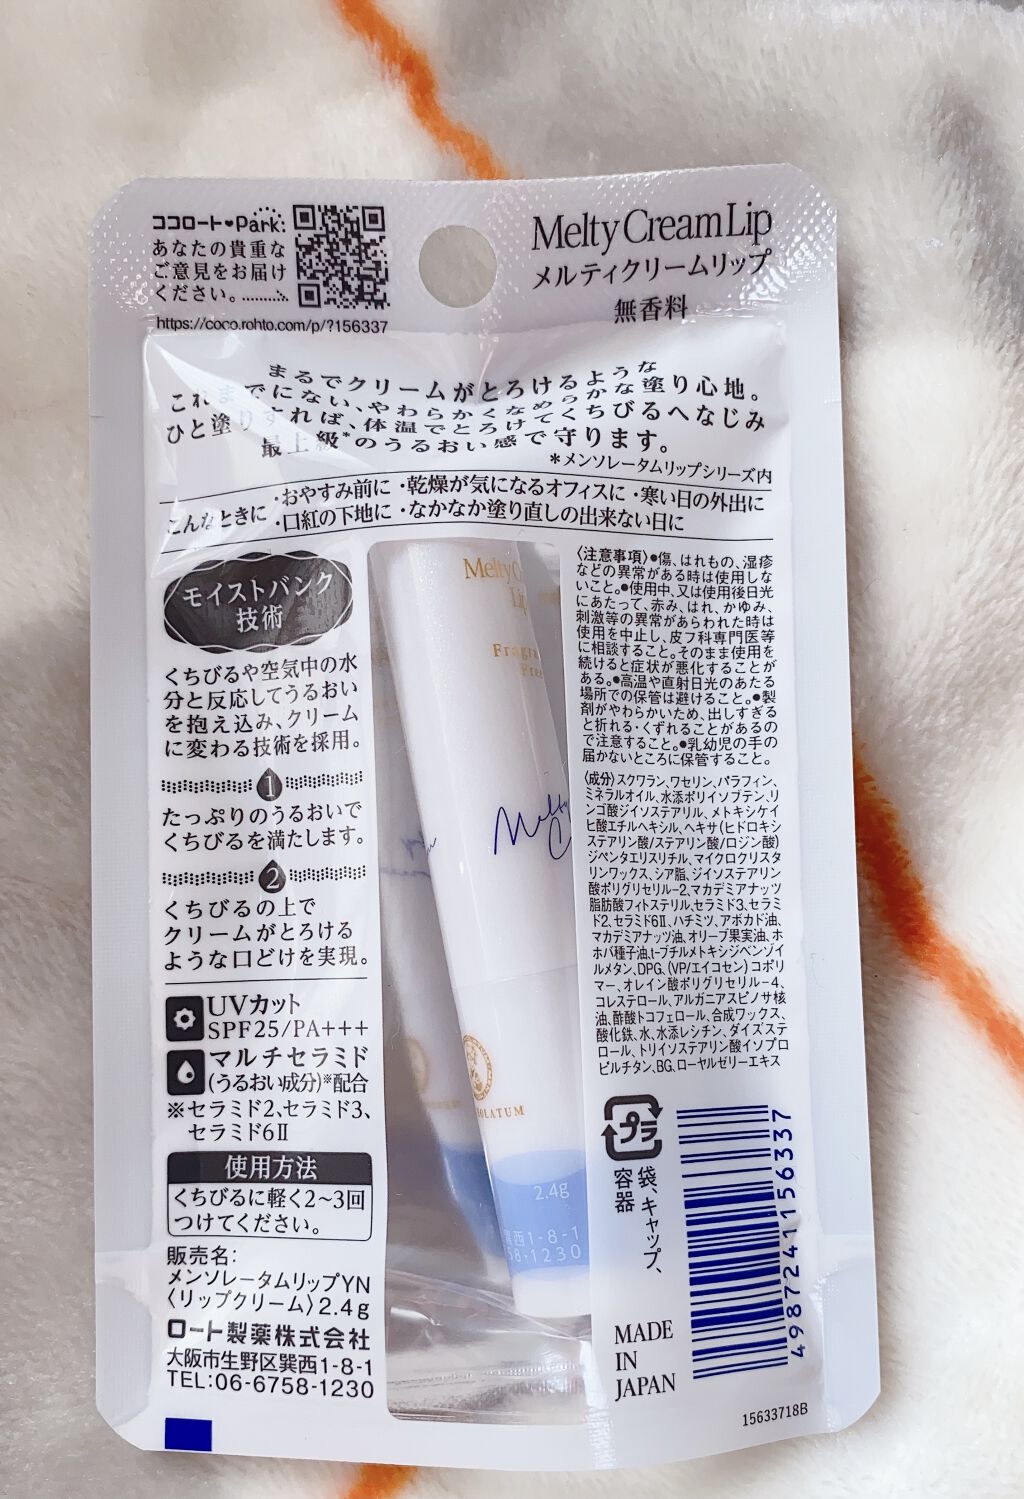 ココロート♥Park:
あなたの貴重な
ご意見をお届け
ください。
https://coco.rohto.com/p/?156337
Melty Cream Lip
メルティクリームリップ
無香料
まるでクリームがとろけるような
これまでにない、やわらかくなめらかな塗り心地。
ひと塗りすれば、体温でとろけてくちびるへなじみ
最上級*のうるおい感で守ります。
*メンソレータムリップシリーズ内
こんなときに
・おやすみ前に ・乾燥が気になるオフィスに ・寒い日の外出に
・口紅の下地に ・なかなか塗り直しの出来ない日に
モイストバンク
技術
くちびるや空気中の水
分と反応してうるおい
を抱え込み、クリーム
に変わる技術を採用。
1
たっぷりのうるおいで
くちびるを満たします。
2
くちびるの上で
クリームがとろける
ような口どけを実現。
UVカット
SPF25/PA+++
マルチセラミド
(うるおい成分)※配合
※セラミド2、セラミド3、
セラミド6Ⅱ
使用方法
くちびるに軽く2~3回
つけてください。
販売名:
メンソレータムリップYN
〈リップクリーム〉2.4g
ロート製薬株式会社
大阪市生野区巽西1-8-1
TEL:06-6758-1230
Melty
Melty
2.4g
巽西1-8-1
58-1230
〈注意事項〉●傷、はれもの、湿疹
などの異常がある時は使用しな
いこと。●使用中、又は使用後日光
にあたって、赤み、はれ、かゆみ、
刺激等の異常があらわれた時は
使用を中止し、皮フ科専門医等
に相談すること。そのまま使用を
続けると症状が悪化することが
ある。●高温や直射日光のあたる
場所での保管は避けること。●製
剤がやわらかいため、出しすぎる
と折れる・くずれることがあるの
で注意すること。●乳幼児の手の
届かないところに保管すること。
〈成分〉スクワラン、ワセリン、パラフィン、
ミネラルオイル、水添ポリイソブテン、リ
ンゴ酸ジイソステアリル、メトキシケイ
ヒ酸エチルヘキシル、ヘキサ(ヒドロキシ
ステアリン酸/ステアリン酸/ロジン酸)
ジペンタエリスリチル、マイクロクリスタ
リンワックス、シア脂、ジイソステアリン
酸ポリグリセリル-2、マカデミアナッツ
脂肪酸フィトステリル、セラミド3、セラミ
ド2、セラミド6Ⅱ、ハチミツ、アボカド油、
マカデミアナッツ油、オリーブ果実油、ホ
ホバ種子油、t-ブチルメトキシジベンゾイ
ルメタン、DPG、(VP/エイコセン)コポリ
マー、オレイン酸ポリグリセリル-4、
コレステロール、アルガニアスピノサ核
油、酢酸トコフェロール、合成ワックス、
酸化鉄、水、水添レシチン、ダイズステ
ロール、トリイソステアリン酸イソプロ
ピルチタン、BG、ローヤルゼリーエキス
プラ
袋、キャップ、
容器
MADE
IN
JAPAN
4987241156337
15633718B